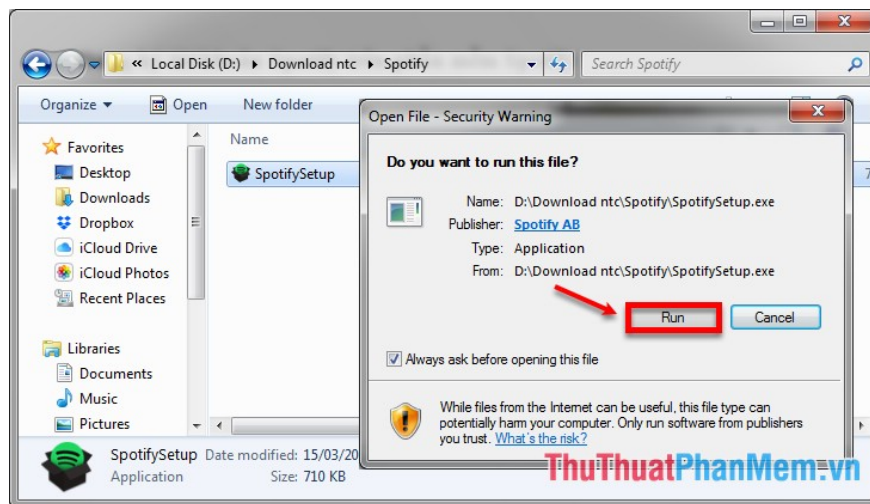 « Local Disk (D:) ▸ Download ntc ▸ Spotify
Search Spotify
Organize ▾ Open New folder
Favorites
Desktop
Downloads
Dropbox
iCloud Drive
iCloud Photos
Recent Places
Libraries
Documents
Music
Pictures
Name
SpotifySetup
Open File - Security Warning
Do you want to run this file?
Name: D:\Download ntc\Spotify\SpotifySetup.exe
Publisher: Spotify AB
Type: Application
From: D:\Download ntc\Spotify\SpotifySetup.exe
Run Cancel
Always ask before opening this file
While files from the Internet can be useful, this file type can
potentially harm your computer. Only run software from publishers
you trust. What's the risk?
SpotifySetup Date modified: 15/03/20
Application Size: 710 KB
ThuThuatPhanMem.vn